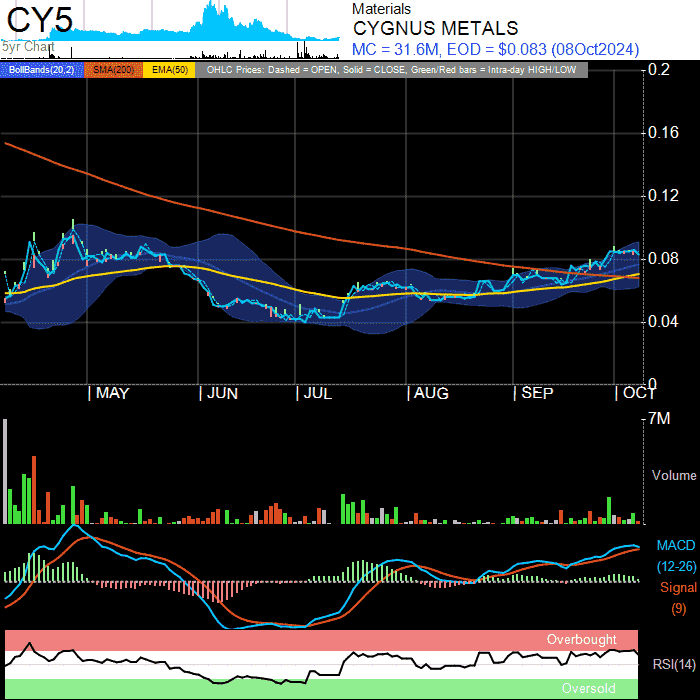 CY5
5yr Chart
Materials
CYGNUS METALS
MC = 31.6M, EOD = $0.083 (08Oct2024)
BollBands(20,2) SMA(200) EMA(50) OHLC Prices: Dashed = OPEN, Solid = CLOSE, Green/Red bars = Intra-day HIGH/LOW
0.2
0.16
0.12
0.08
0.04
0
| MAY | JUN | JUL | AUG | SEP | OCT
7M
Volume
MACD
(12-26)
Signal
(9)
Overbought
RSI(14)
Oversold